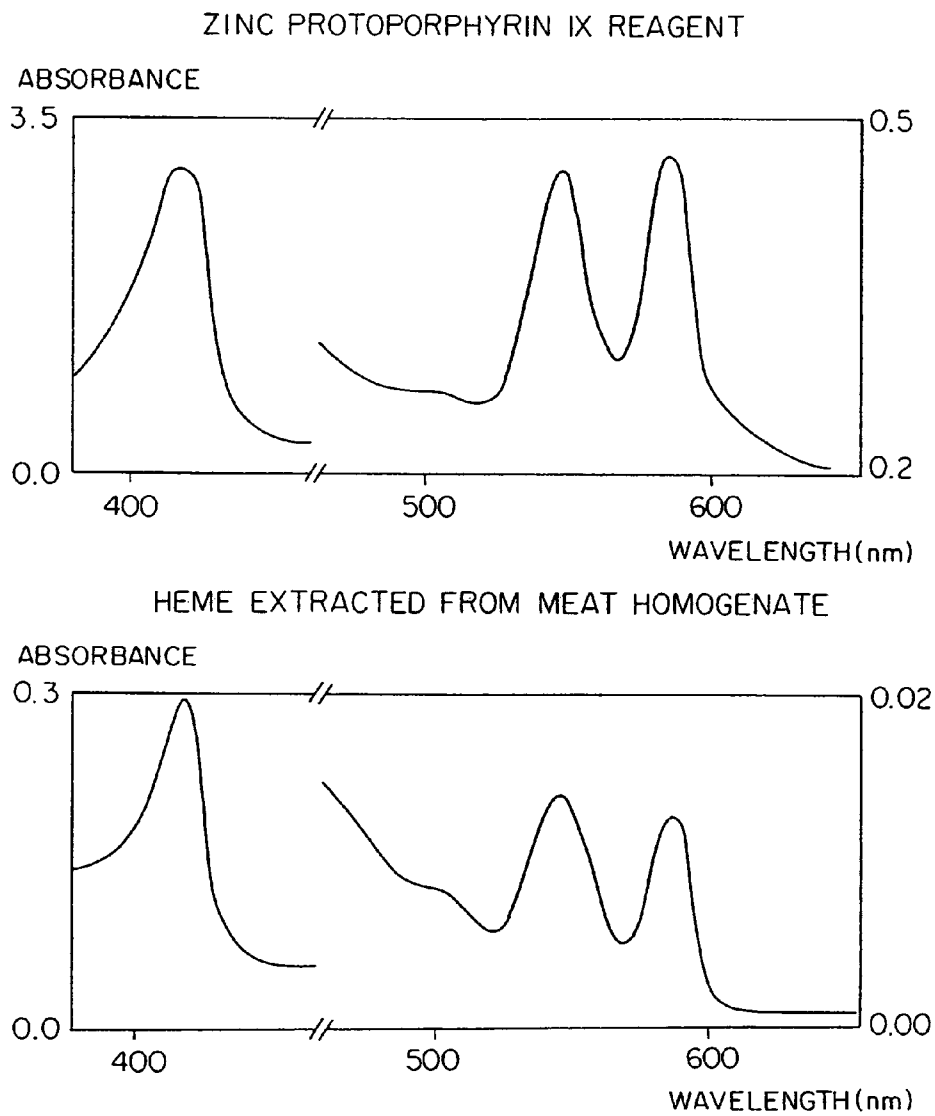 ZINC PROTOPORPHYRIN IX REAGENT
ABSORBANCE
3.5
0.5
0.0
0.2
400
500
600
WAVELENGTH(nm)
HEME EXTRACTED FROM MEAT HOMOGENATE
ABSORBANCE
0.3
0.02
0.0
0.00
400
500
600
WAVELENGTH(nm)